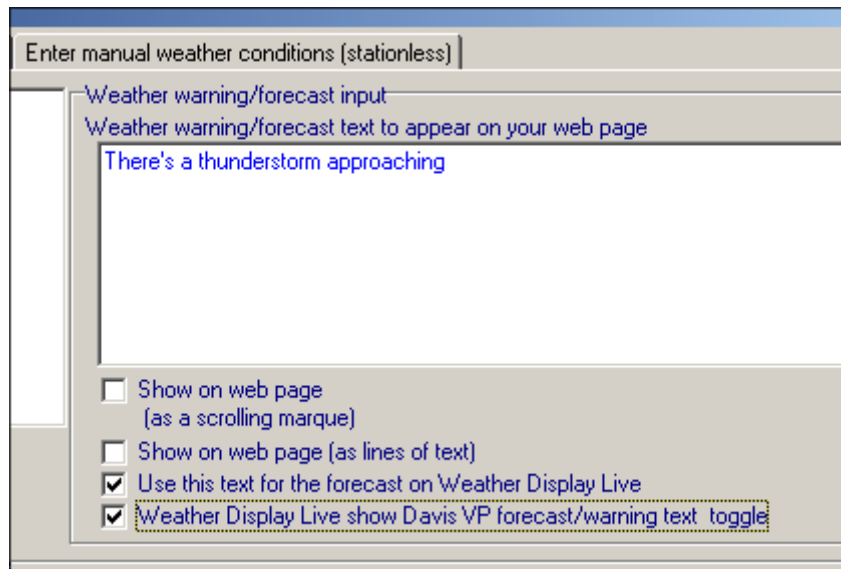 Enter manual weather conditions (stationless)
Weather warning/forecast input
Weather warning/forecast text to appear on your web page
There's a thunderstorm approaching
Show on web page
(as a scrolling marque)
Show on web page (as lines of text)
Use this text for the forecast on Weather Display Live
Weather Display Live show Davis VP forecast/warning text toggle